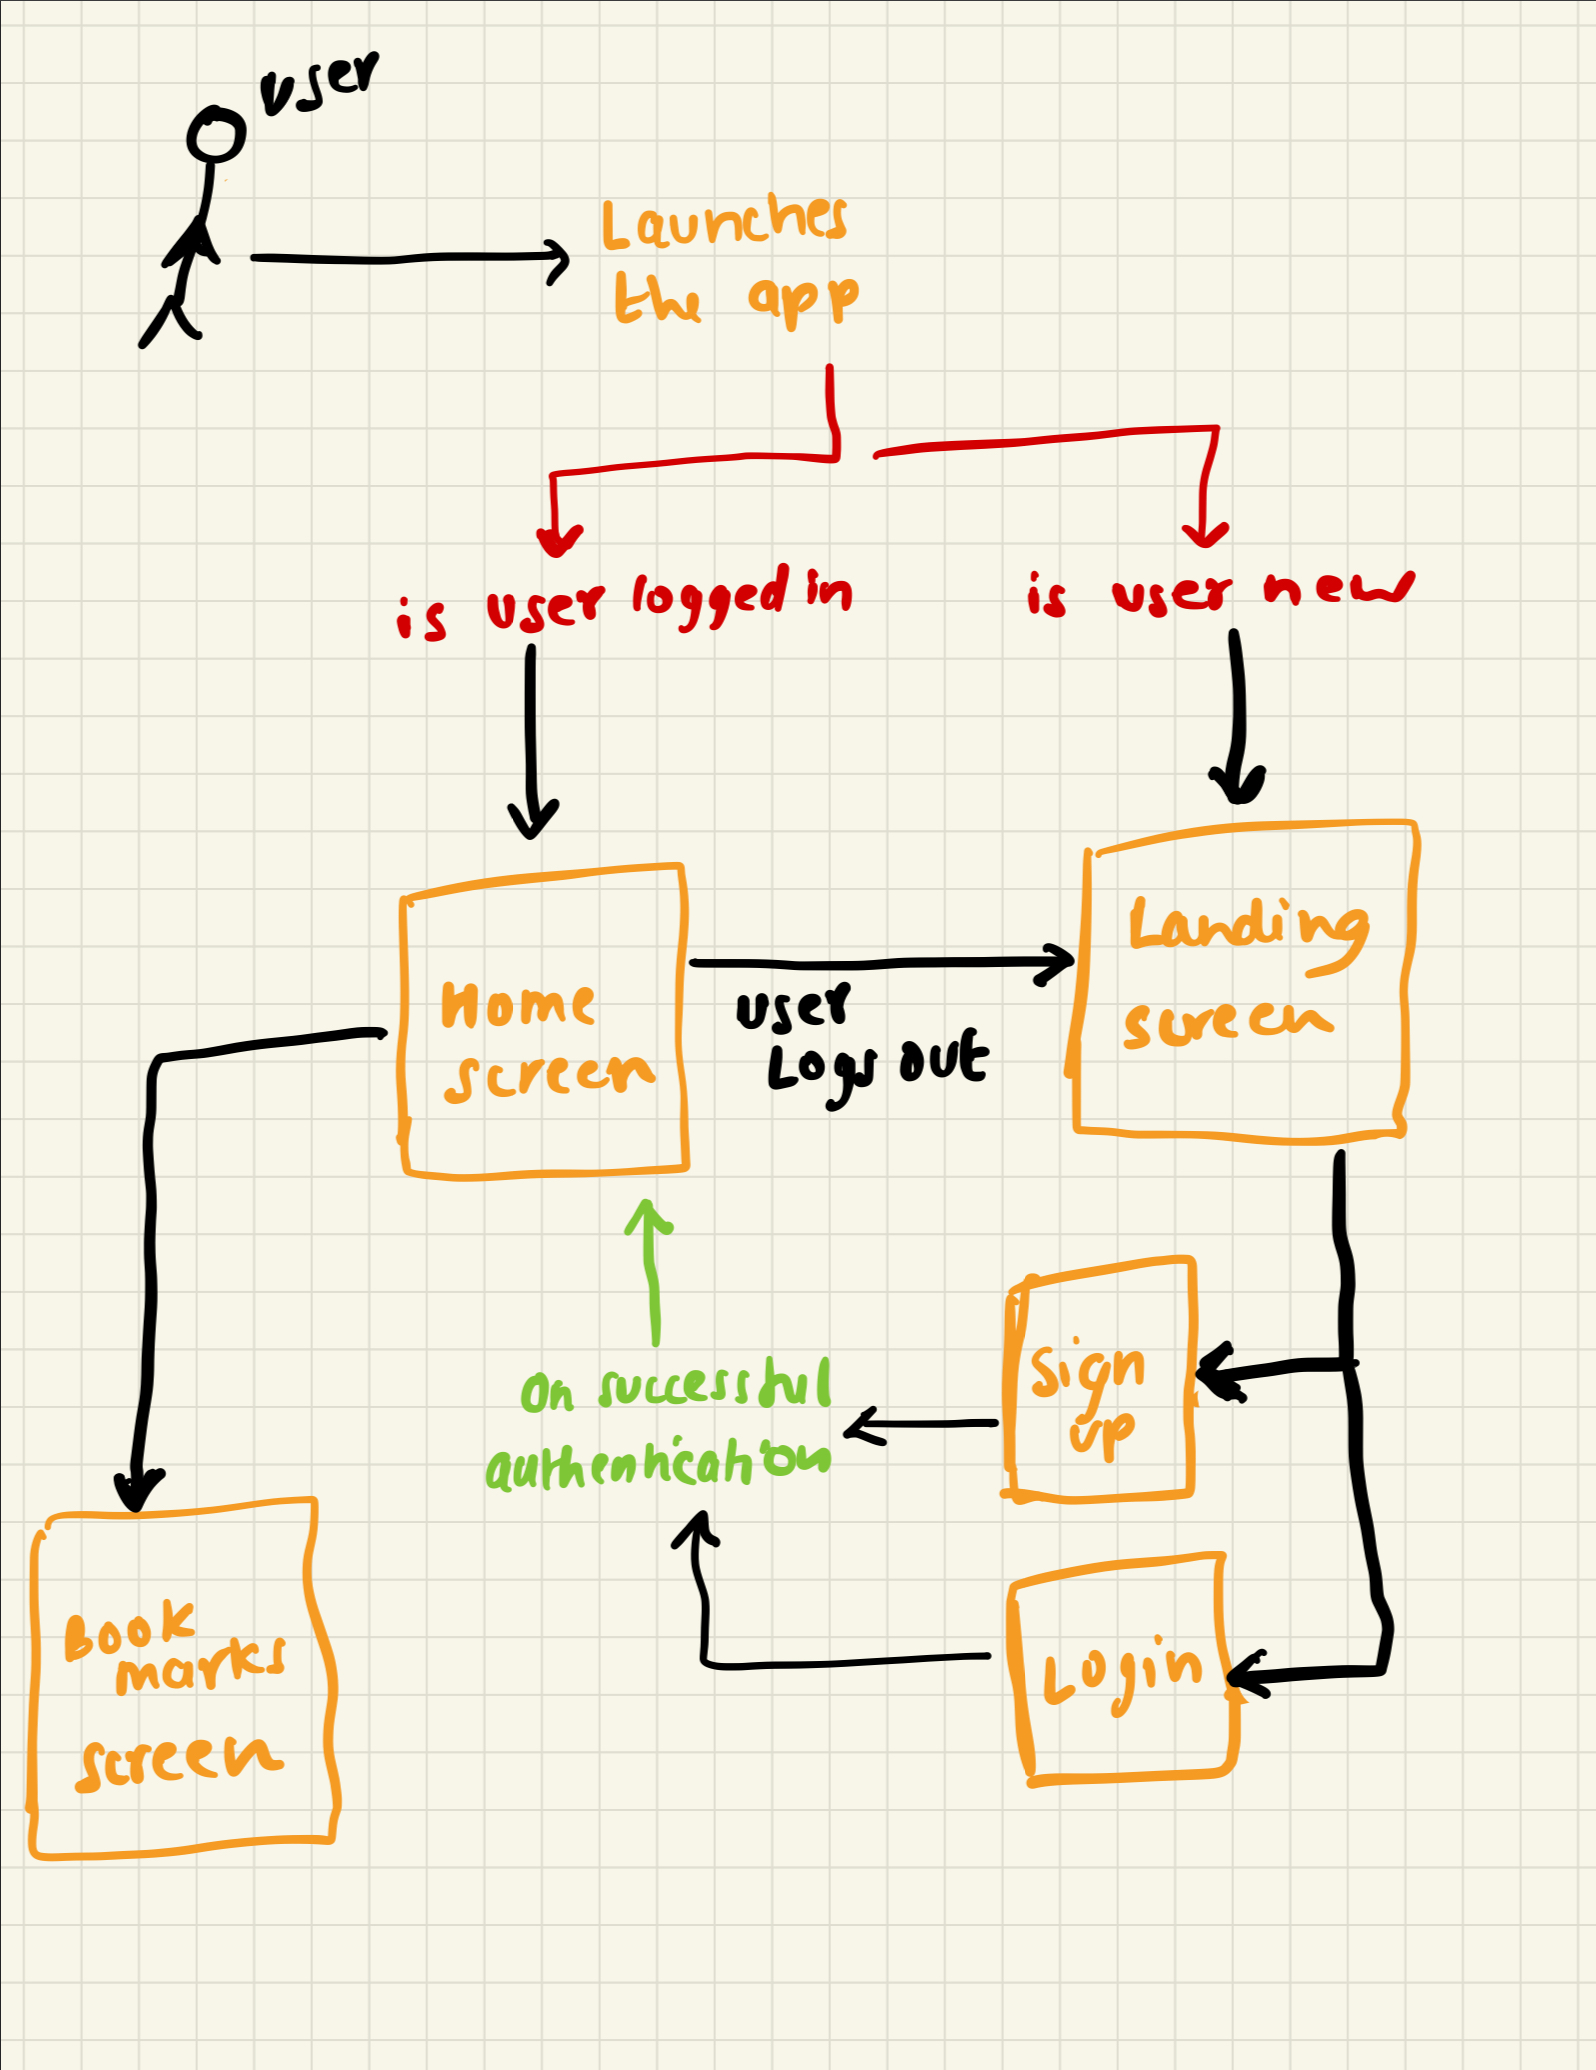 user
Launches
the app
is user logged in
is user new
Home
screen
user
Logs out
Landing
screen
on successful
authentication
Sign
up
Login
Book
marks
screen